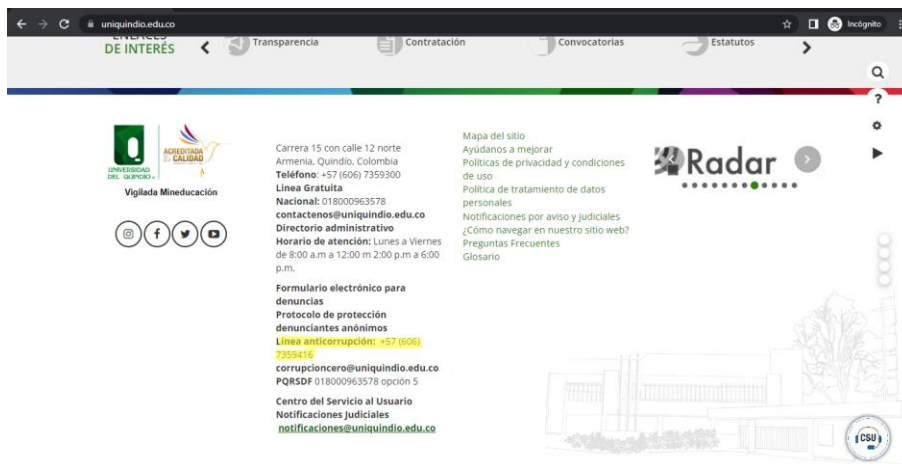 uniquindio.edu.co
Incógnito
ENLACES
DE INTERÉS
Transparencia
Contratación
Convocatorias
Estatutos
UNIVERSIDAD
DEL QUINDÍO
ACREDITADA
DE CALIDAD
Vigilada Mineducación
Carrera 15 con calle 12 norte
Armenia, Quindío, Colombia
Teléfono: +57 (606) 7359300
Linea Gratuita
Nacional: 018000963578
contactenos@uniquindio.edu.co
Directorio administrativo
Horario de atención: Lunes a Viernes
de 8:00 a.m a 12:00 m 2:00 p.m a 6:00
p.m.
Formulario electrónico para
denuncias
Protocolo de protección
denunciantes anónimos
Línea anticorrupción: +57 (606)
7359416
corrupcioncero@uniquindio.edu.co
PQRSDF 018000963578 opción 5
Centro del Servicio al Usuario
Notificaciones Judiciales
notificaciones@uniquindio.edu.co
Mapa del sitio
Ayúdanos a mejorar
Políticas de privacidad y condiciones
de uso
Política de tratamiento de datos
personales
Notificaciones por aviso y judiciales
¿Cómo navegar en nuestro sitio web?
Preguntas Frecuentes
Glosario
Radar
?
CSU